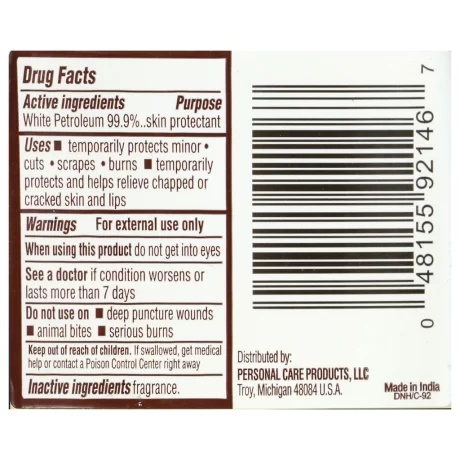 Drug Facts
Active ingredients Purpose
White Petroleum 99.9%..skin protectant
Uses ■ temporarily protects minor •
cuts • scrapes • burns ■ temporarily
protects and helps relieve chapped or
cracked skin and lips
Warnings For external use only
When using this product do not get into eyes
See a doctor if condition worsens or
lasts more than 7 days
Do not use on ■ deep puncture wounds
■ animal bites ■ serious burns
Keep out of reach of children. If swallowed, get medical
help or contact a Poison Control Center right away
Inactive ingredients fragrance.
0 48155 92146 7
Distributed by:
PERSONAL CARE PRODUCTS, LLC
Troy, Michigan 48084 U.S.A.
Made in India
DNH/C-92